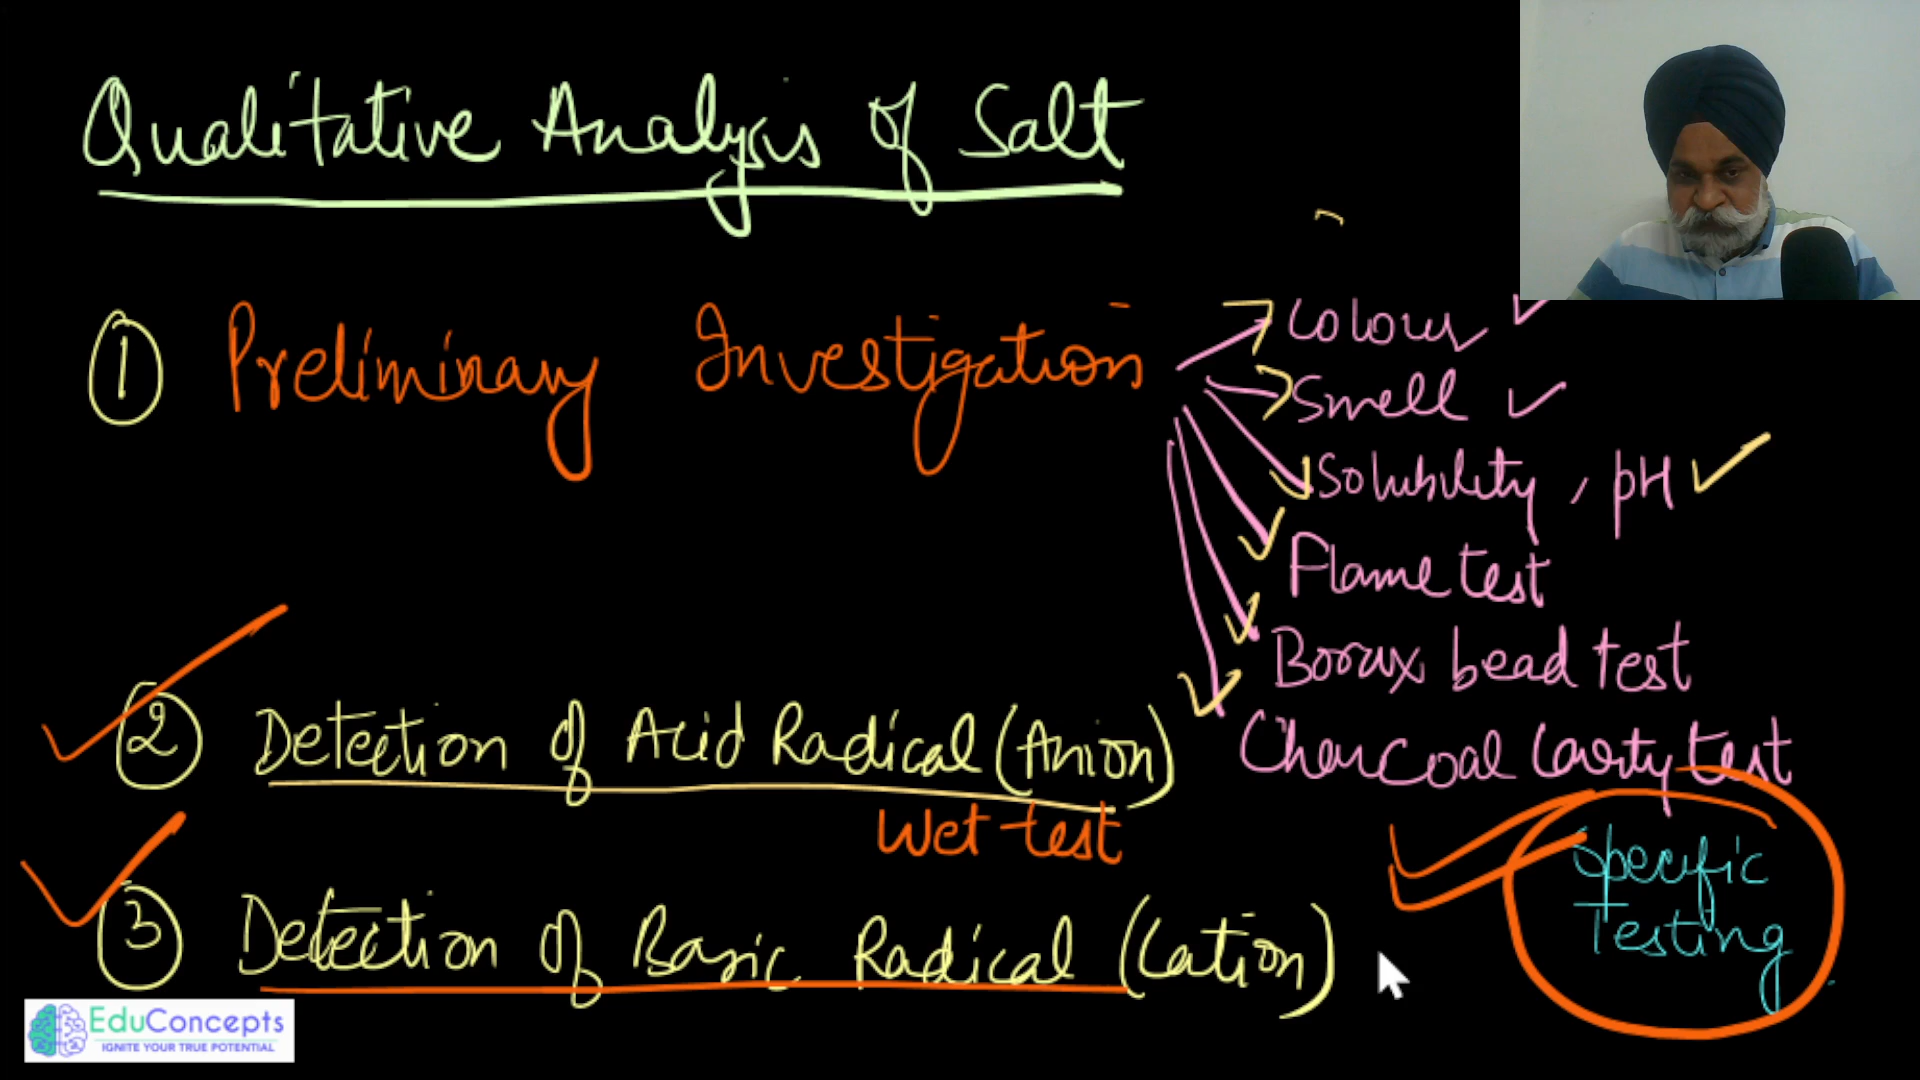 Qualitative Analysis of Salt
1 Preliminary Investigation
Colour
Smell
Solubility, pH
Flame test
Borax bead test
Charcoal Cavity test
2 Detection of Acid Radical (Anion)
Wet test
3 Detection of Basic Radical (Cation)
Specific
Testing
EduConcepts
IGNITE YOUR TRUE POTENTIAL